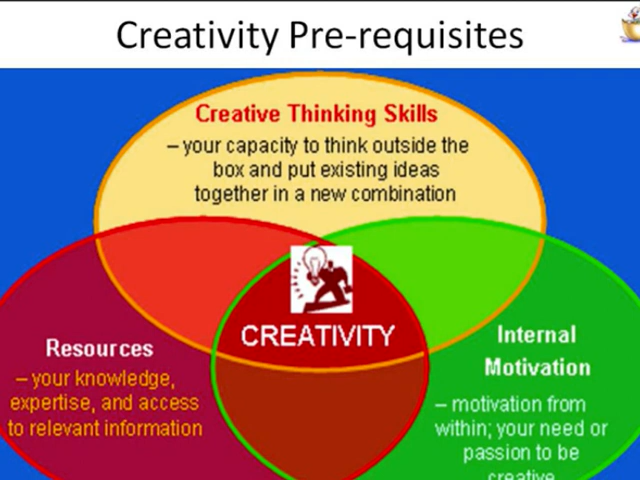 Creativity Pre-requisites
Creative Thinking Skills
– your capacity to think outside the
box and put existing ideas
together in a new combination
CREATIVITY
Resources
– your knowledge,
expertise, and access
to relevant information
Internal
Motivation
– motivation from
within; your need or
passion to be
creative